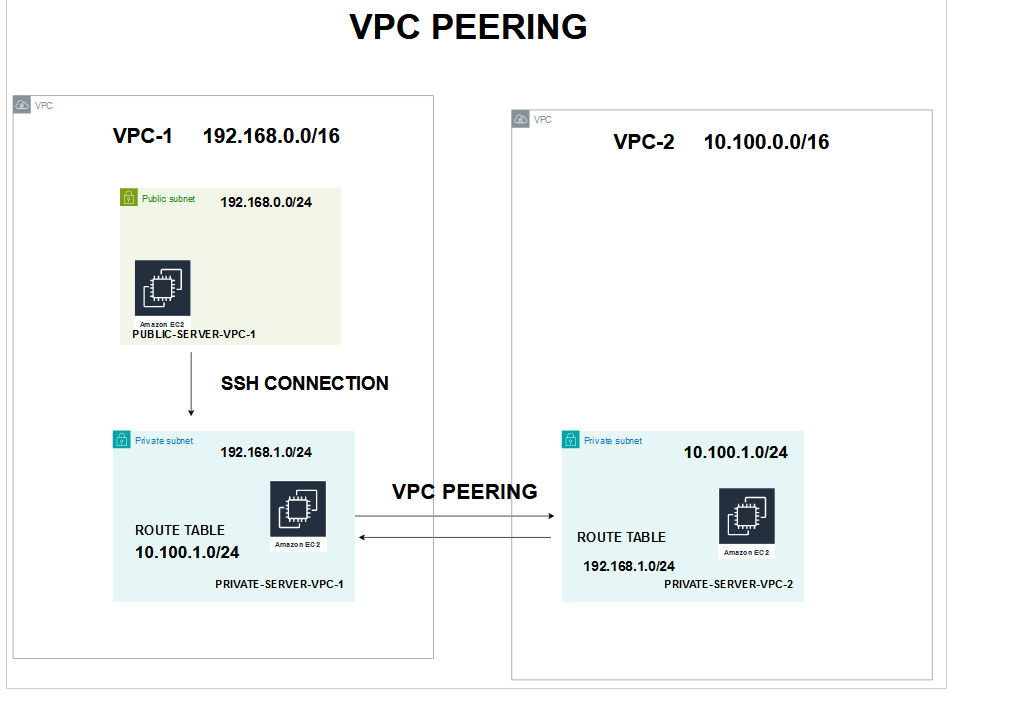 VPC PEERING
VPC
VPC-1 192.168.0.0/16
Public subnet 192.168.0.0/24
Amazon EC2
PUBLIC-SERVER-VPC-1
SSH CONNECTION
Private subnet
192.168.1.0/24
ROUTE TABLE
10.100.1.0/24
Amazon EC2
PRIVATE-SERVER-VPC-1
VPC PEERING
VPC
VPC-2 10.100.0.0/16
Private subnet
10.100.1.0/24
ROUTE TABLE
192.168.1.0/24
Amazon EC2
PRIVATE-SERVER-VPC-2